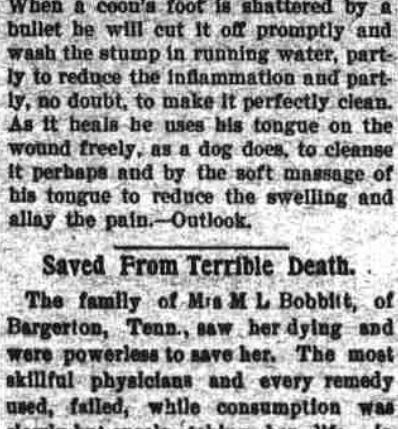 When a coon's foot is shattered by a
bullet he will cut it off promptly and
wash the stump in running water, part-
ly to reduce the inflammation and part-
ly, no doubt, to make it perfectly clean.
As it heals he uses his tongue on the
wound freely, as a dog does, to cleanse
it perhaps and by the soft massage of
his tongue to reduce the swelling and
allay the pain.—Outlook.
Saved From Terrible Death.
The family of Mrs M L Bobbitt, of
Bargerton, Tenn., saw her dying and
were powerless to save her. The most
skillful physicians and every remedy
used, failed, while consumption was